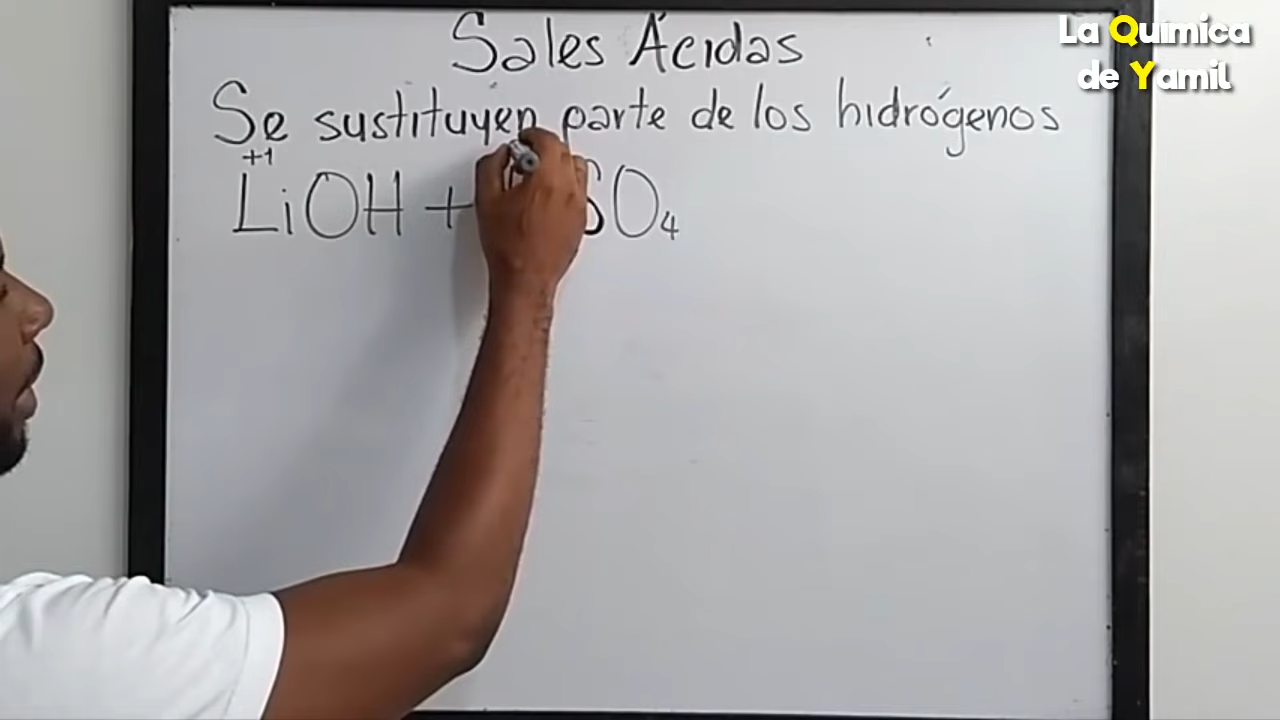 La Química
de Yamil
Sales Ácidas
Se sustituyen parte de los hidrógenos
+1
LiOH + SO4